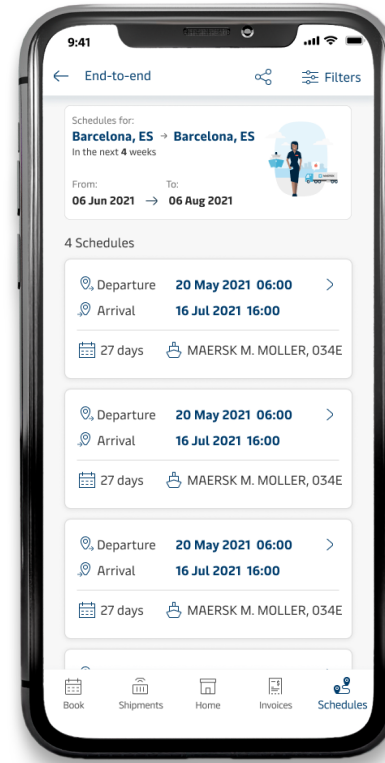 9:41
End-to-end
Filters
Schedules for:
Barcelona, ES → Barcelona, ES
In the next 4 weeks
From: To:
06 Jun 2021 → 06 Aug 2021
4 Schedules
Departure 20 May 2021 06:00
Arrival 16 Jul 2021 16:00
27 days MAERSK M. MOLLER, 034E
Departure 20 May 2021 06:00
Arrival 16 Jul 2021 16:00
27 days MAERSK M. MOLLER, 034E
Departure 20 May 2021 06:00
Arrival 16 Jul 2021 16:00
27 days MAERSK M. MOLLER, 034E
Book Shipments Home Invoices Schedules